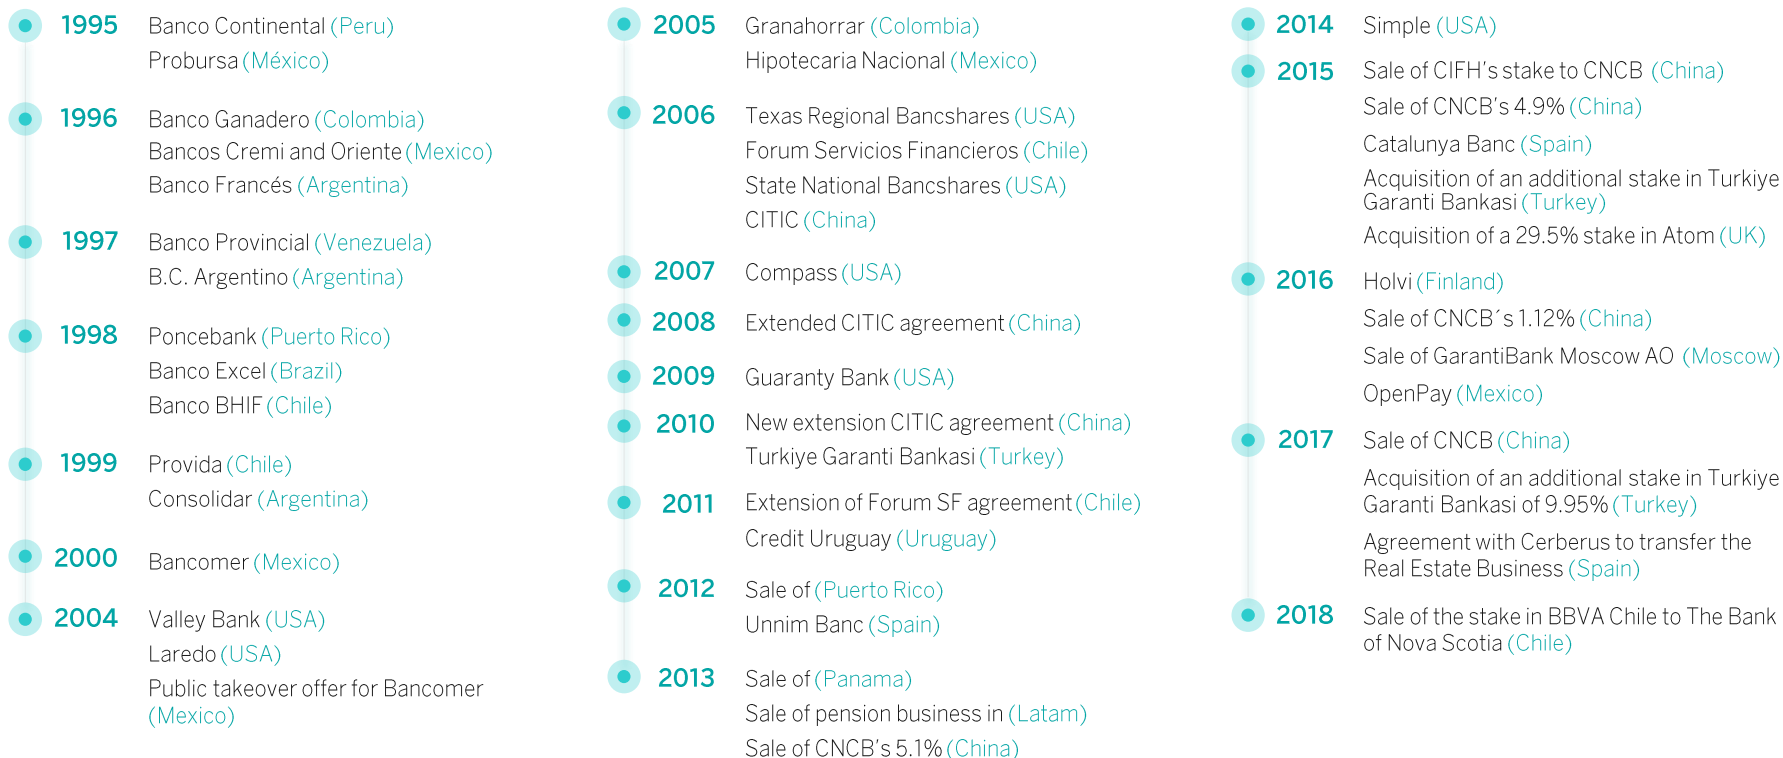 1995 Banco Continental (Peru)
Probursa (México)
1996 Banco Ganadero (Colombia)
Bancos Cremi and Oriente (Mexico)
Banco Francés (Argentina)
1997 Banco Provincial (Venezuela)
B.C. Argentino (Argentina)
1998 Poncebank (Puerto Rico)
Banco Excel (Brazil)
Banco BHIF (Chile)
1999 Provida (Chile)
Consolidar (Argentina)
2000 Bancomer (Mexico)
2004 Valley Bank (USA)
Laredo (USA)
Public takeover offer for Bancomer
(Mexico)
2005 Granahorrar (Colombia)
Hipotecaria Nacional (Mexico)
2006 Texas Regional Bancshares (USA)
Forum Servicios Financieros (Chile)
State National Bancshares (USA)
CITIC (China)
2007 Compass (USA)
2008 Extended CITIC agreement (China)
2009 Guaranty Bank (USA)
2010 New extension CITIC agreement (China)
Turkiye Garanti Bankasi (Turkey)
2011 Extension of Forum SF agreement (Chile)
Credit Uruguay (Uruguay)
2012 Sale of (Puerto Rico)
Unnim Banc (Spain)
2013 Sale of (Panama)
Sale of pension business in (Latam)
Sale of CNCB's 5.1% (China)
2014 Simple (USA)
2015 Sale of CIFH's stake to CNCB (China)
Sale of CNCB's 4.9% (China)
Catalunya Banc (Spain)
Acquisition of an additional stake in Turkiye
Garanti Bankasi (Turkey)
Acquisition of a 29.5% stake in Atom (UK)
2016 Holvi (Finland)
Sale of CNCB´s 1.12% (China)
Sale of GarantiBank Moscow AO (Moscow)
OpenPay (Mexico)
2017 Sale of CNCB (China)
Acquisition of an additional stake in Turkiye
Garanti Bankasi of 9.95% (Turkey)
Agreement with Cerberus to transfer the
Real Estate Business (Spain)
2018 Sale of the stake in BBVA Chile to The Bank
of Nova Scotia (Chile)